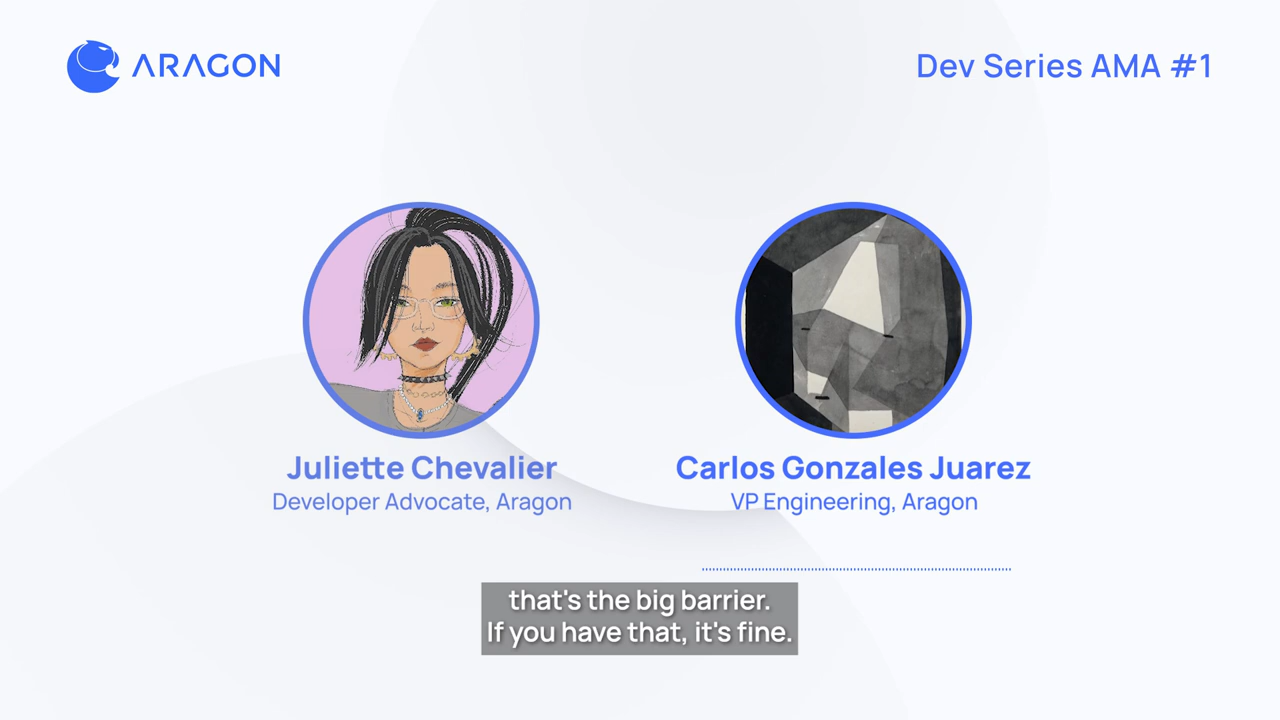 ARAGON
Dev Series AMA #1
Juliette Chevalier
Developer Advocate, Aragon
Carlos Gonzales Juarez
VP Engineering, Aragon
that's the big barrier.
If you have that, it's fine.